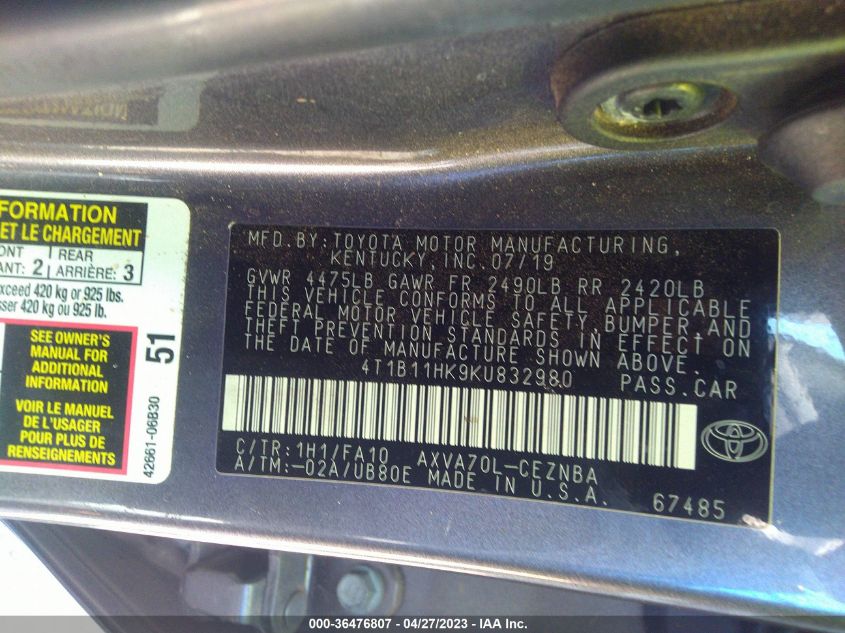 FORMATION
ET LE CHARGEMENT
ONT
ANT: 2
REAR
ARRIÈRE: 3
xceed 420 kg or 925 lbs.
sser 420 kg ou 925 lb.
SEE OWNER'S
MANUAL FOR
ADDITIONAL
INFORMATION
VOIR LE MANUEL
DE L'USAGER
POUR PLUS DE
RENSEIGNEMENTS
51
42661-06B30
MFD. BY: TOYOTA MOTOR MANUFACTURING,
KENTUCKY, INC. 07/19
GVWR 4475LB GAWR FR 2490LB RR 2420LB
THIS VEHICLE CONFORMS TO ALL APPLICABLE
FEDERAL MOTOR VEHICLE SAFETY, BUMPER, AND
THEFT PREVENTION STANDARDS IN EFFECT ON
THE DATE OF MANUFACTURE SHOWN ABOVE.
4T1B11HK9KU832980 PASS.CAR
C/TR: 1H1/FA10 AXVA70L-CEZNBA
A/TM: -02A/UB80E MADE IN U.S.A.
67485
000-36476807 - 04/27/2023 - IAA Inc.